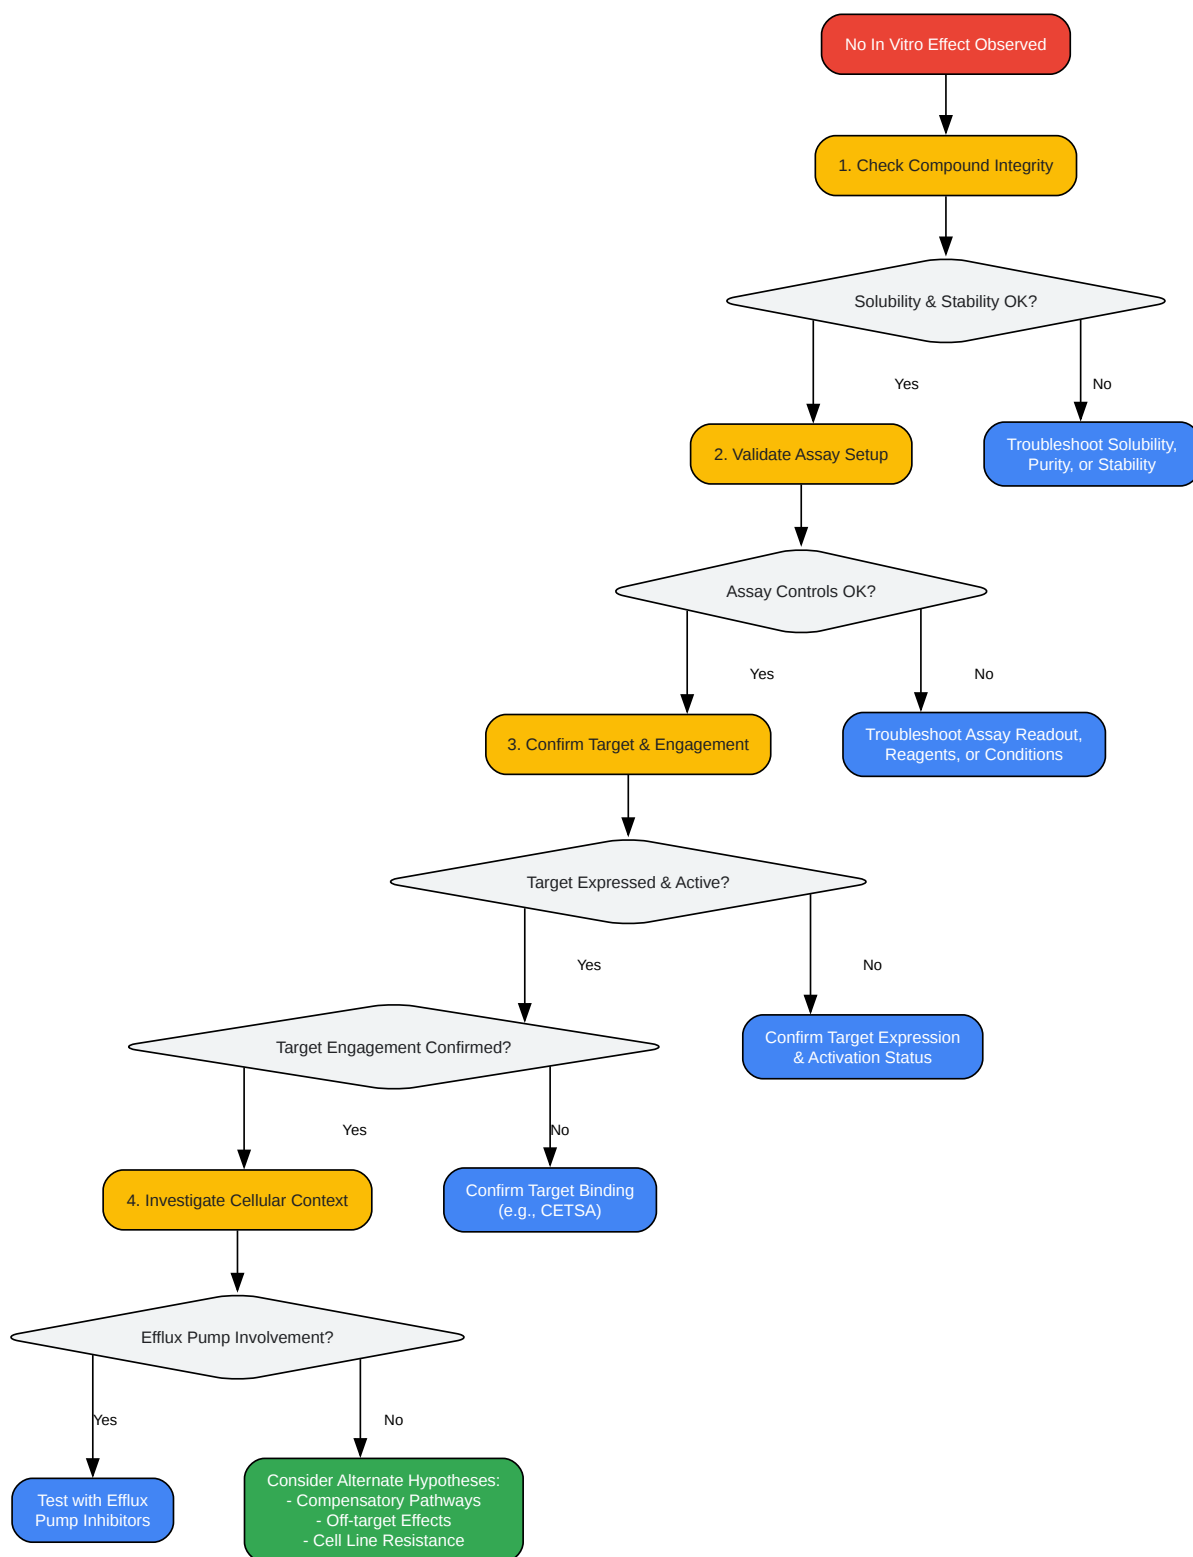 No In Vitro Effect Observed
1. Check Compound Integrity
Solubility & Stability OK?
Yes
No
2. Validate Assay Setup
Troubleshoot Solubility,
Purity, or Stability
Assay Controls OK?
Yes
No
3. Confirm Target & Engagement
Troubleshoot Assay Readout,
Reagents, or Conditions
Target Expressed & Active?
Yes
No
Target Engagement Confirmed?
Confirm Target Expression
& Activation Status
Yes
No
4. Investigate Cellular Context
Confirm Target Binding
(e.g., CETSA)
Efflux Pump Involvement?
Yes
No
Test with Efflux
Pump Inhibitors
Consider Alternate Hypotheses:
- Compensatory Pathways
- Off-target Effects
- Cell Line Resistance